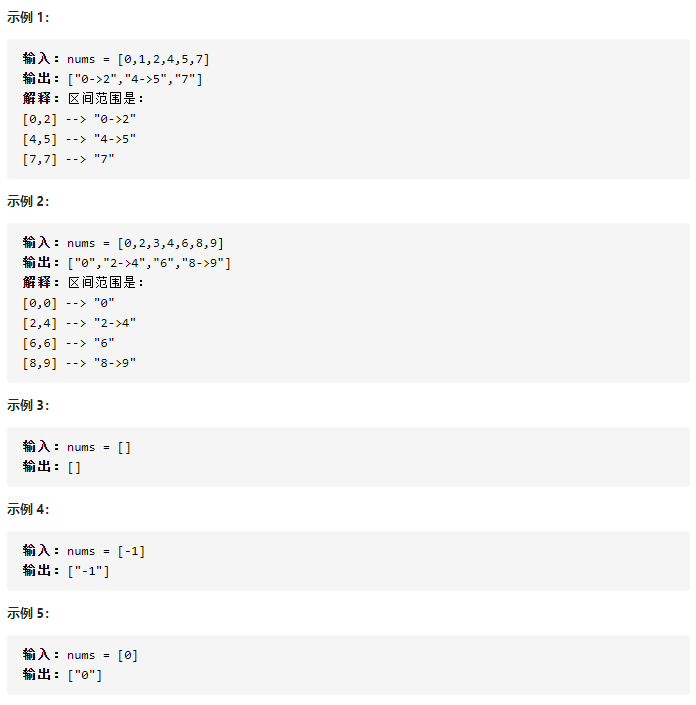 示例 1：
输入：nums = [0,1,2,4,5,7]
输出：["0->2","4->5","7"]
解释：区间范围是：
[0,2] --> "0->2"
[4,5] --> "4->5"
[7,7] --> "7"
示例 2：
输入：nums = [0,2,3,4,6,8,9]
输出：["0","2->4","6","8->9"]
解释：区间范围是：
[0,0] --> "0"
[2,4] --> "2->4"
[6,6] --> "6"
[8,9] --> "8->9"
示例 3：
输入：nums = []
输出：[]
示例 4：
输入：nums = [-1]
输出：["-1"]
示例 5：
输入：nums = [0]
输出：["0"]